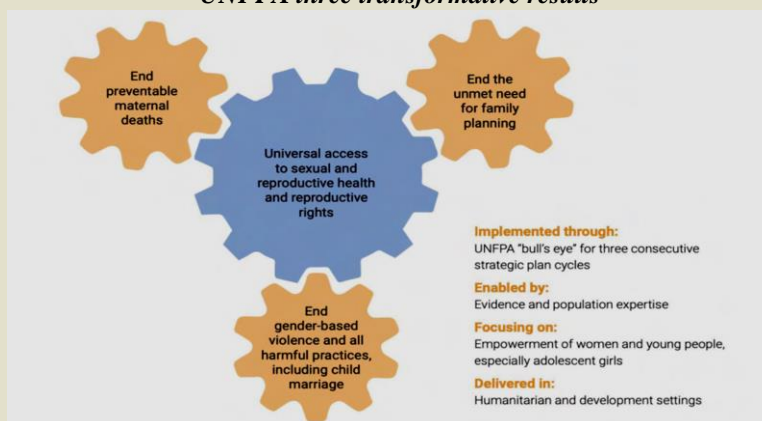 UNFPA three transformative results
End
preventable
maternal
deaths
End the
unmet need
for family
planning
Universal access
to sexual and
reproductive health
and reproductive
rights
End
gender-based
violence and all
harmful practices,
including child
marriage
Implemented through:
UNFPA "bull's eye" for three consecutive
strategic plan cycles
Enabled by:
Evidence and population expertise
Focusing on:
Empowerment of women and young people,
especially adolescent girls
Delivered in:
Humanitarian and development settings